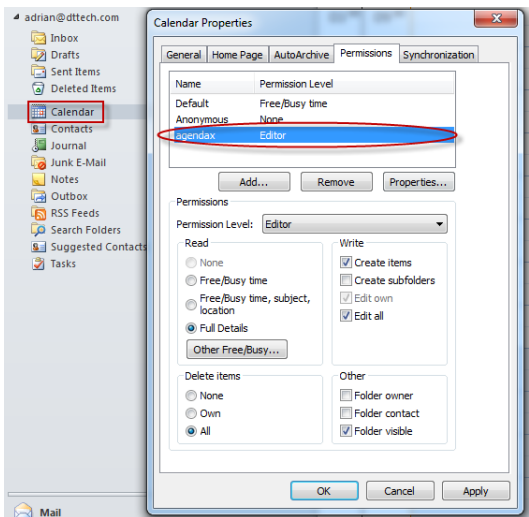 adrian@dttech.com
Inbox
Drafts
Sent Items
Deleted Items
Calendar
Contacts
Journal
Junk E-Mail
Notes
Outbox
RSS Feeds
Search Folders
Suggested Contacts
Tasks
Mail
Calendar Properties
General Home Page AutoArchive Permissions Synchronization
Name Permission Level
Default Free/Busy time
Anonymous None
agendax Editor
Add... Remove Properties...
Permissions
Permission Level: Editor
Read
None
Free/Busy time
Free/Busy time, subject,
location
Full Details
Other Free/Busy...
Write
Create items
Create subfolders
Edit own
Edit all
Delete items
None
Own
All
Other
Folder owner
Folder contact
Folder visible
OK Cancel Apply